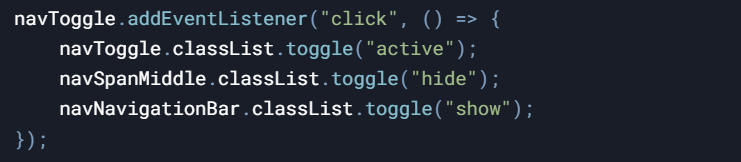 navToggle.addEventListener("click", () => {
    navToggle.classList.toggle("active");
    navSpanMiddle.classList.toggle("hide");
    navNavigationBar.classList.toggle("show");
});